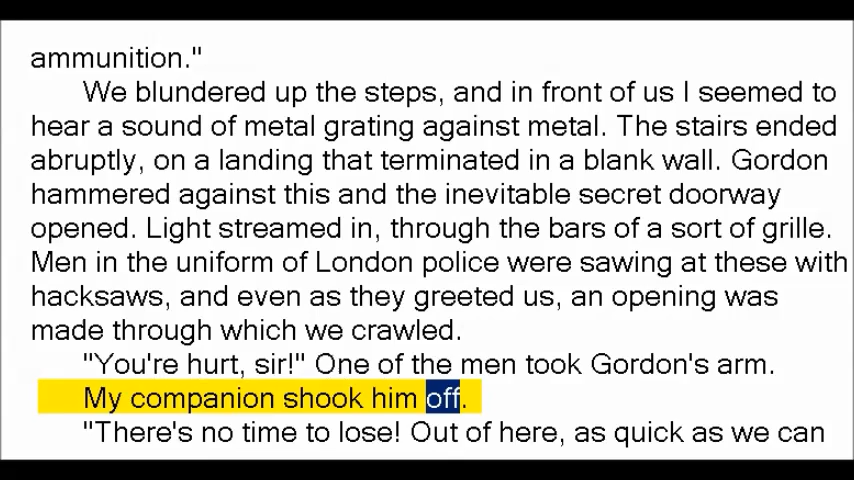 ammunition."
We blundered up the steps, and in front of us I seemed to
hear a sound of metal grating against metal. The stairs ended
abruptly, on a landing that terminated in a blank wall. Gordon
hammered against this and the inevitable secret doorway
opened. Light streamed in, through the bars of a sort of grille.
Men in the uniform of London police were sawing at these with
hacksaws, and even as they greeted us, an opening was
made through which we crawled.
"You're hurt, sir!" One of the men took Gordon's arm.
My companion shook him off.
"There's no time to lose! Out of here, as quick as we can